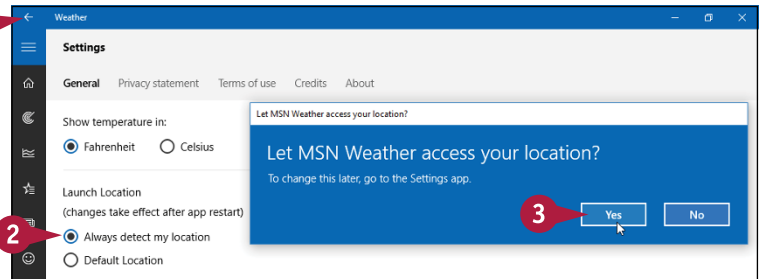 Weather
Settings
General Privacy statement Terms of use Credits About
Show temperature in:
Fahrenheit Celsius
Launch Location
(changes take effect after app restart)
2 Always detect my location
Default Location
Let MSN Weather access your location?
Let MSN Weather access your location?
To change this later, go to the Settings app.
3 Yes No